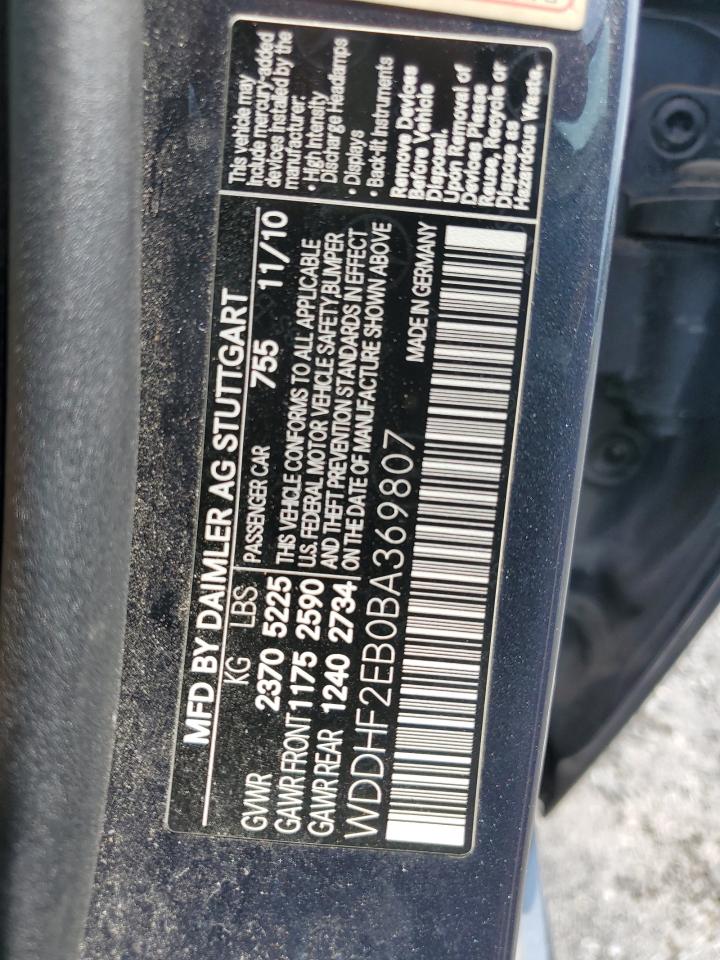 MFD BY DAIMLER AG STUTTGART
KG LBS
GVWR 2370 5225
GAWR FRONT 1175 2590
GAWR REAR 1240 2734
PASSENGER CAR 755 11/10
THIS VEHICLE CONFORMS TO ALL APPLICABLE
U.S. FEDERAL MOTOR VEHICLE SAFETY, BUMPER
AND THEFT PREVENTION STANDARDS IN EFFECT
ON THE DATE OF MANUFACTURE SHOWN ABOVE
WDDHF2EB0BA369807
MADE IN GERMANY
This vehicle may
include mercury-added
devices installed by the
manufacturer:
• High Intensity
Discharge Headlamps
• Displays
• Back-lit Instruments
Remove Devices
Before Vehicle
Disposal.
Upon Removal of
Devices Please
Reuse, Recycle or
Dispose as
Hazardous Waste.